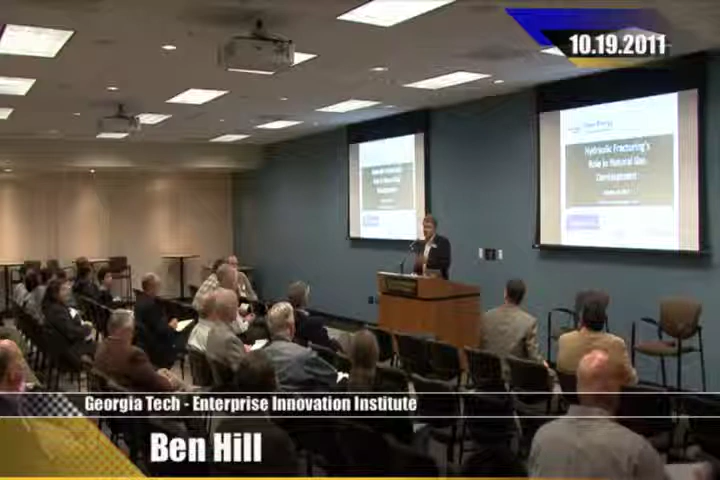 10.19.2011
Hydraulic Fracturing's
Role in Natural Gas
Development
Georgia Tech - Enterprise Innovation Institute
Ben Hill